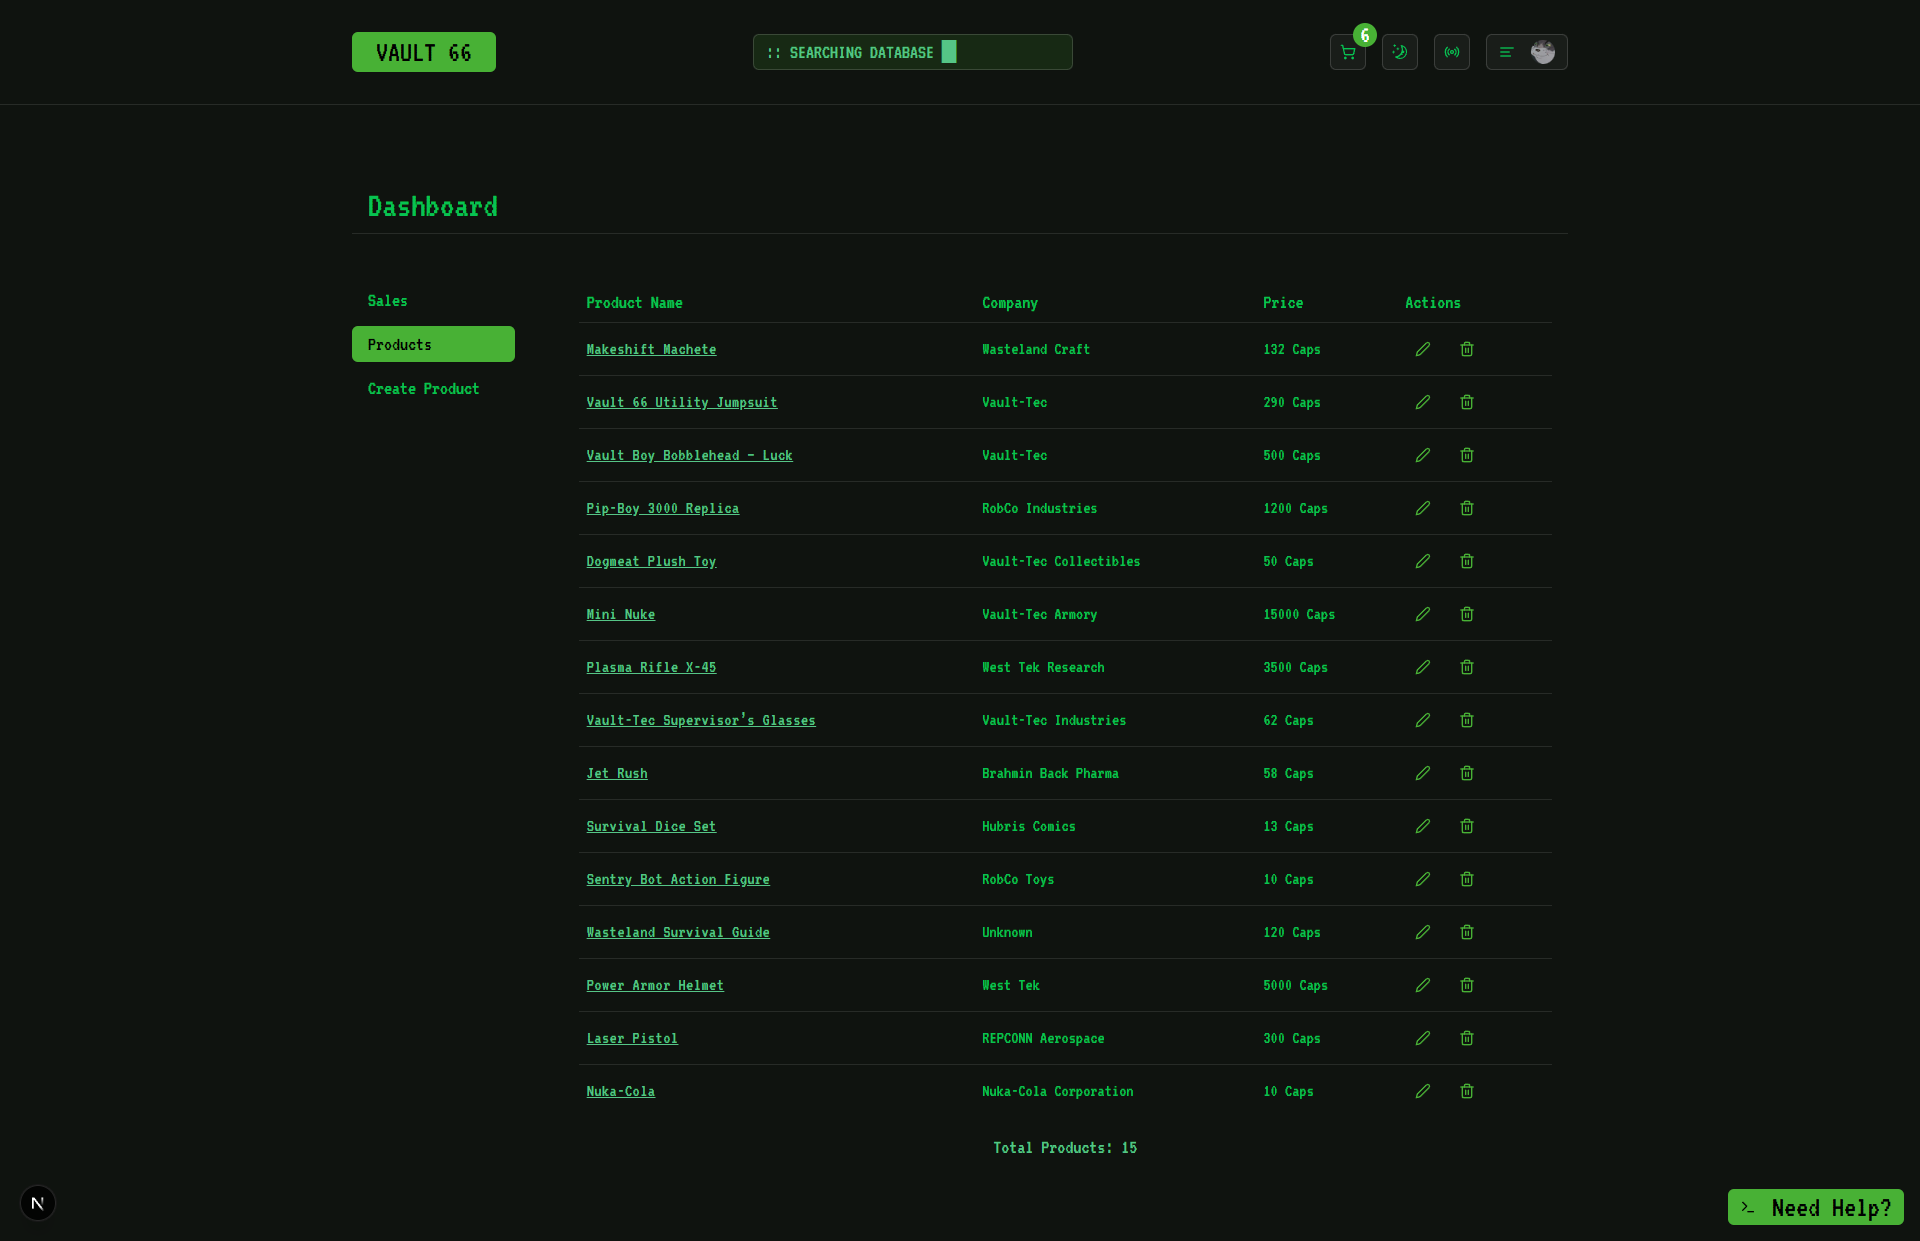 VAULT 66
:: SEARCHING DATABASE
6
Dashboard
Sales
Products
Create Product
Product Name Company Price Actions
Makeshift Machete Wasteland Craft 132 Caps
Vault 66 Utility Jumpsuit Vault-Tec 290 Caps
Vault Boy Bobblehead – Luck Vault-Tec 500 Caps
Pip-Boy 3000 Replica RobCo Industries 1200 Caps
Dogmeat Plush Toy Vault-Tec Collectibles 50 Caps
Mini Nuke Vault-Tec Armory 15000 Caps
Plasma Rifle X-45 West Tek Research 3500 Caps
Vault-Tec Supervisor's Glasses Vault-Tec Industries 62 Caps
Jet Rush Brahmin Back Pharma 58 Caps
Survival Dice Set Hubris Comics 13 Caps
Sentry Bot Action Figure RobCo Toys 10 Caps
Wasteland Survival Guide Unknown 120 Caps
Power Armor Helmet West Tek 5000 Caps
Laser Pistol REPCONN Aerospace 300 Caps
Nuka-Cola Nuka-Cola Corporation 10 Caps
Total Products: 15
N
>_ Need Help?